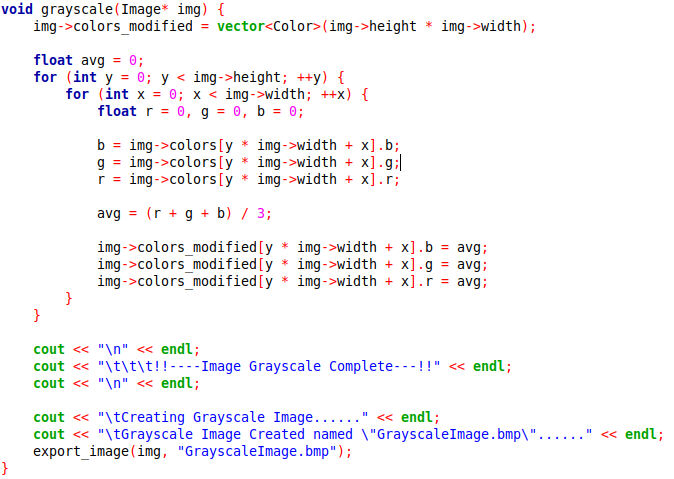 void grayscale(Image* img) {
    img->colors_modified = vector<Color>(img->height * img->width);

    float avg = 0;
    for (int y = 0; y < img->height; ++y) {
        for (int x = 0; x < img->width; ++x) {
            float r = 0, g = 0, b = 0;

            b = img->colors[y * img->width + x].b;
            g = img->colors[y * img->width + x].g;
            r = img->colors[y * img->width + x].r;

            avg = (r + g + b) / 3;

            img->colors_modified[y * img->width + x].b = avg;
            img->colors_modified[y * img->width + x].g = avg;
            img->colors_modified[y * img->width + x].r = avg;
        }
    }

    cout << "\n" << endl;
    cout << "\t\t\t!!----Image Grayscale Complete---!!" << endl;
    cout << "\n" << endl;

    cout << "\tCreating Grayscale Image......" << endl;
    cout << "\tGrayscale Image Created named \"GrayscaleImage.bmp\"......" << endl;
    export_image(img, "GrayscaleImage.bmp");
}